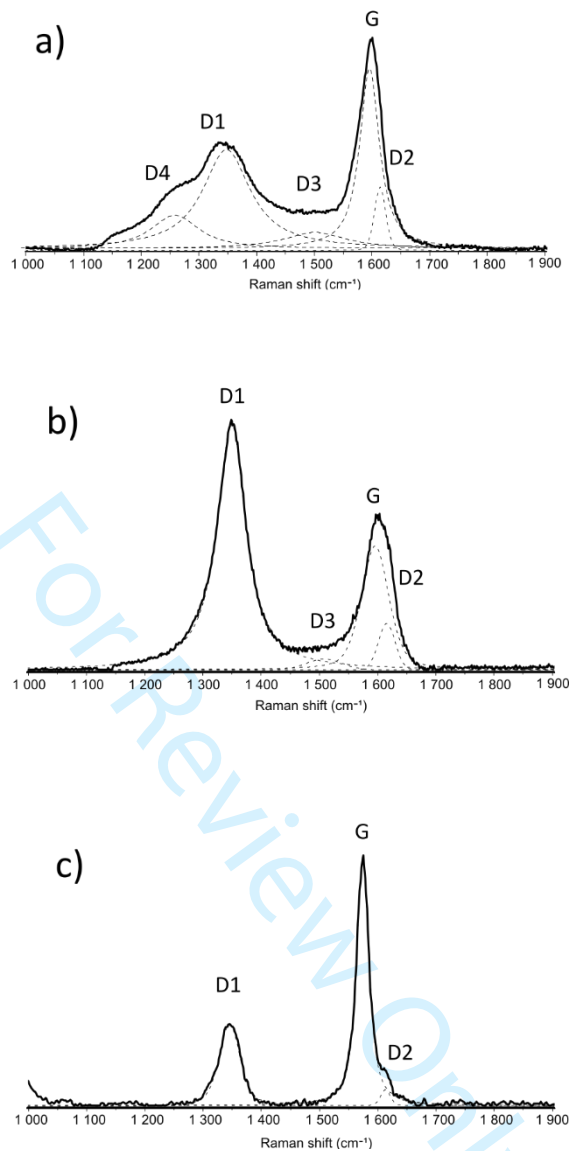 a)
G
D1
D2
D4
D3
1 000 1 100 1 200 1 300 1 400 1 500 1 600 1 700 1 800 1 900
Raman shift (cm⁻¹)
b)
D1
G
D2
D3
1 000 1 100 1 200 1 300 1 400 1 500 1 600 1 700 1 800 1 900
Raman shift (cm⁻¹)
c)
G
D1
D2
1 000 1 100 1 200 1 300 1 400 1 500 1 600 1 700 1 800 1 900
Raman shift (cm⁻¹)
For Review Onl